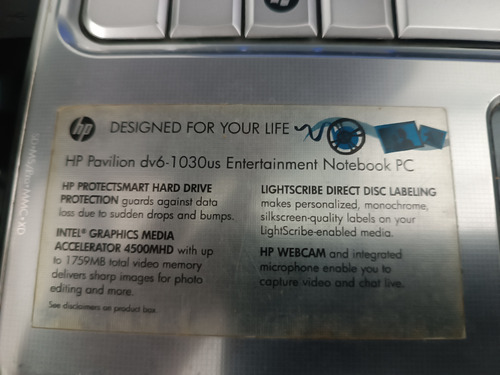 hp DESIGNED FOR YOUR LIFE
HP Pavilion dv6-1030us Entertainment Notebook PC
HP PROTECTSMART HARD DRIVE
PROTECTION guards against data
loss due to sudden drops and bumps.
INTEL® GRAPHICS MEDIA
ACCELERATOR 4500MHD with up
to 1759MB total video memory
delivers sharp images for photo
editing and more.
See disclaimers on product box.
LIGHTSCRIBE DIRECT DISC LABELING
makes personalized, monochrome,
silkscreen-quality labels on your
LightScribe-enabled media.
HP WEBCAM and integrated
microphone enable you to
capture video and chat live.